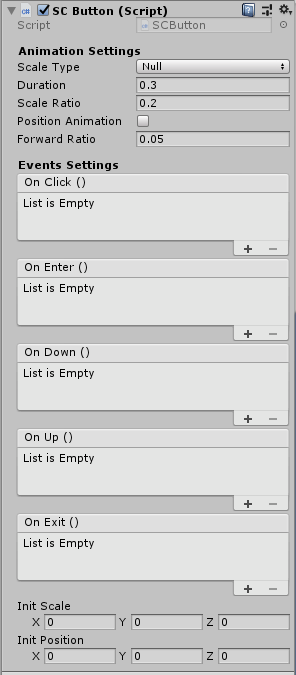 SC Button (Script)
Script SCButton
Animation Settings
Scale Type Null
Duration 0.3
Scale Ratio 0.2
Position Animation
Forward Ratio 0.05
Events Settings
On Click ()
List is Empty
+ −
On Enter ()
List is Empty
+ −
On Down ()
List is Empty
+ −
On Up ()
List is Empty
+ −
On Exit ()
List is Empty
+ −
Init Scale
X 0 Y 0 Z 0
Init Position
X 0 Y 0 Z 0